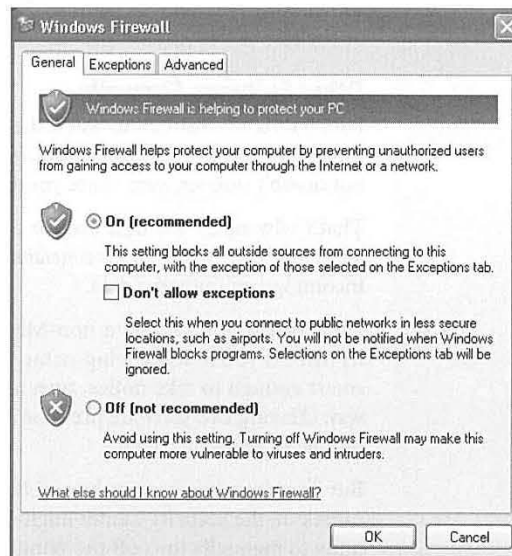 Windows Firewall
General Exceptions Advanced
Windows Firewall is helping to protect your PC
Windows Firewall helps protect your computer by preventing unauthorized users
from gaining access to your computer through the Internet or a network.
On (recommended)
This setting blocks all outside sources from connecting to this
computer, with the exception of those selected on the Exceptions tab.
Don't allow exceptions
Select this when you connect to public networks in less secure
locations, such as airports. You will not be notified when Windows
Firewall blocks programs. Selections on the Exceptions tab will be
ignored.
Off (not recommended)
Avoid using this setting. Turning off Windows Firewall may make this
computer more vulnerable to viruses and intruders.
What else should I know about Windows Firewall?
OK Cancel